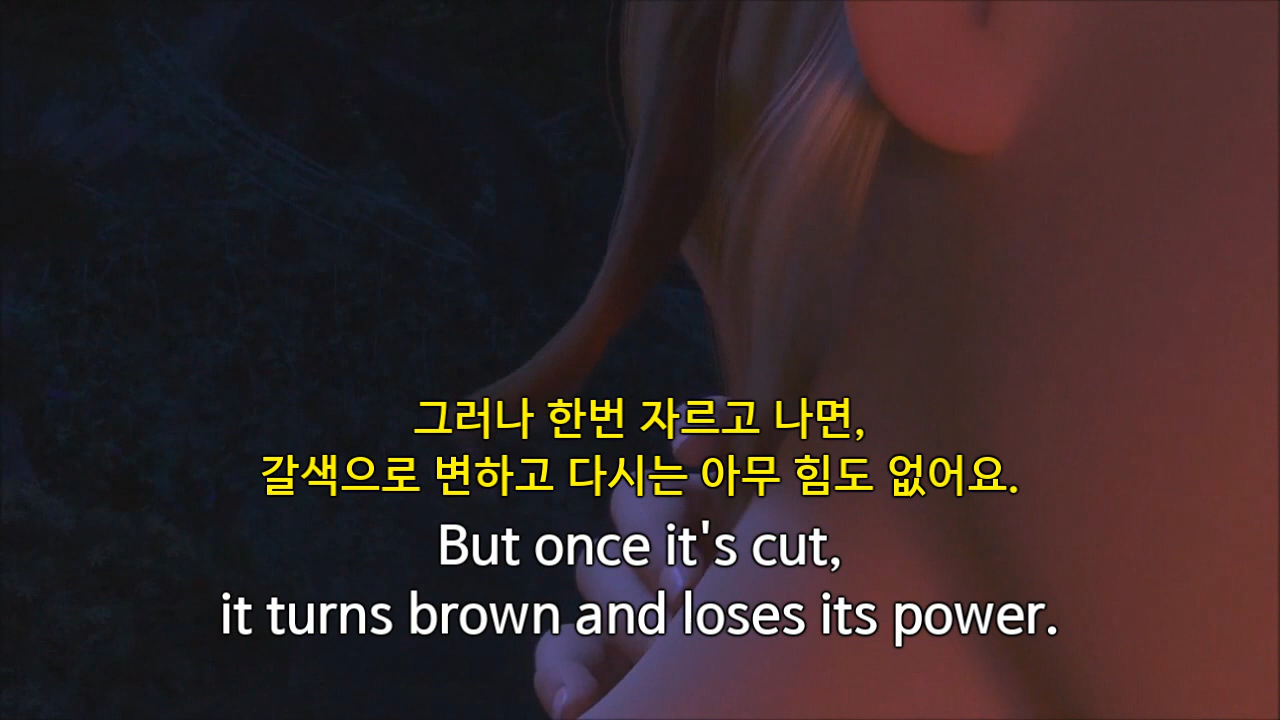 그러나 한번 자르고 나면,
갈색으로 변하고 다시는 아무 힘도 없어요.
But once it's cut,
it turns brown and loses its power.